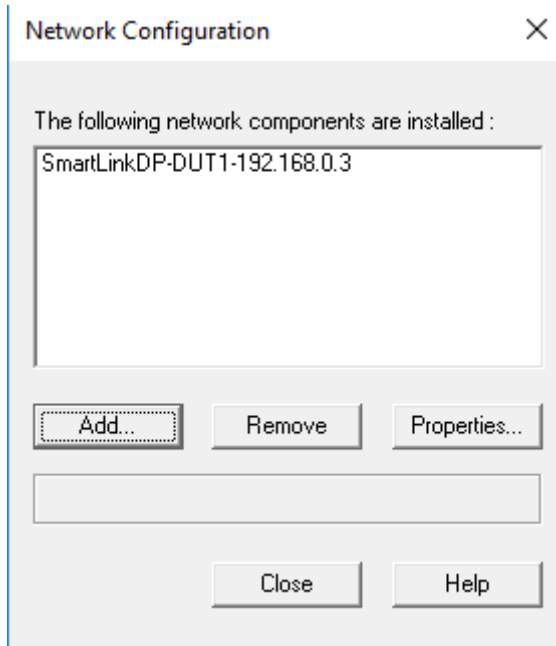 Network Configuration
The following network components are installed :
SmartLinkDP-DUT1-192.168.0.3
Add...
Remove
Properties...
Close
Help